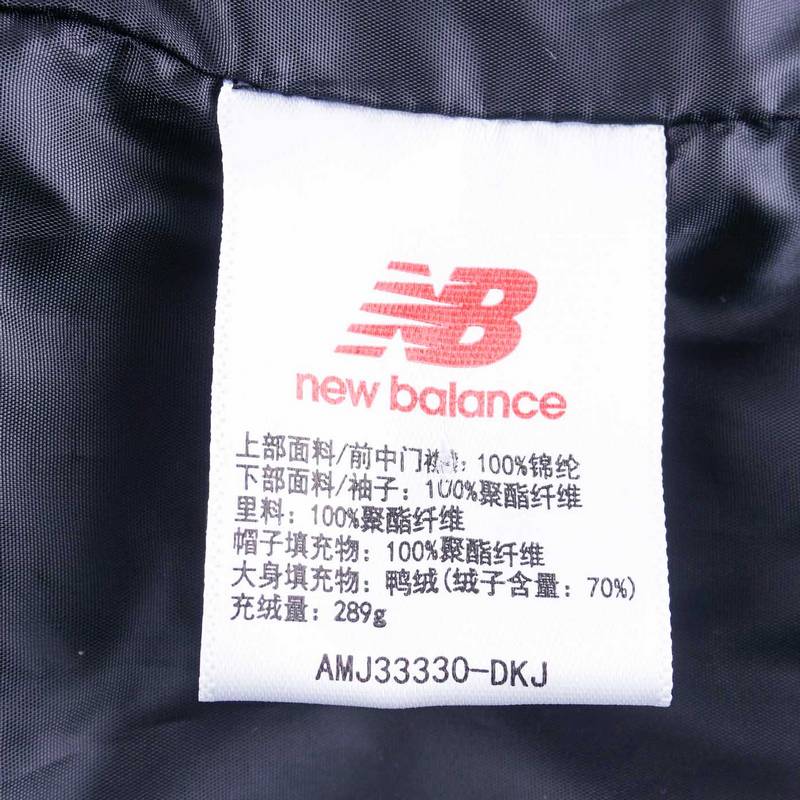 NB
new balance
上部面料/前中门襟: 100%锦纶
下部面料/袖子: 100%聚酯纤维
里料: 100%聚酯纤维
帽子填充物: 100%聚酯纤维
大身填充物: 鸭绒(绒子含量: 70%)
充绒量: 289g
AMJ33330-DKJ